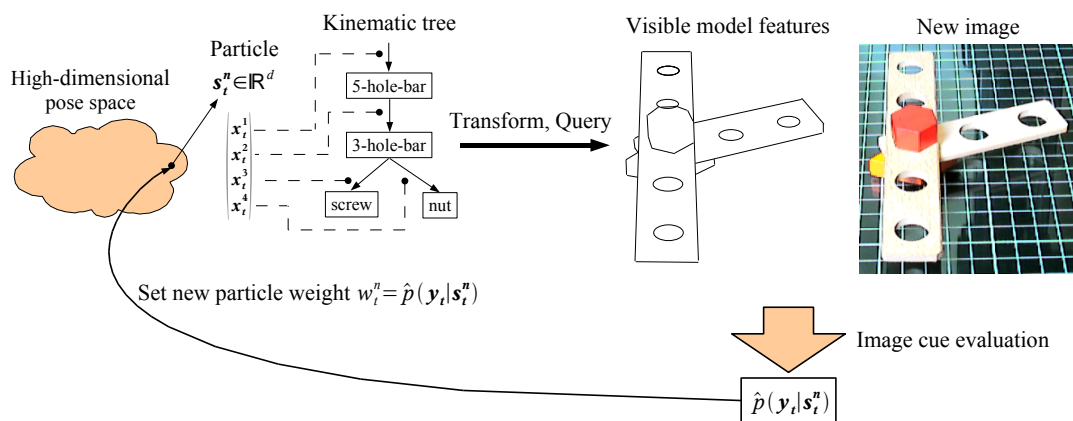 Kinematic tree
Visible model features
New image
Particle
s_t^n ∈ ℝ^d
High-dimensional
pose space
5-hole-bar
x_t^1
x_t^2
3-hole-bar
Transform, Query
x_t^3
x_t^4
screw
nut
Set new particle weight w_t^n = p̂(y_t|s_t^n)
Image cue evaluation
p̂(y_t|s_t^n)